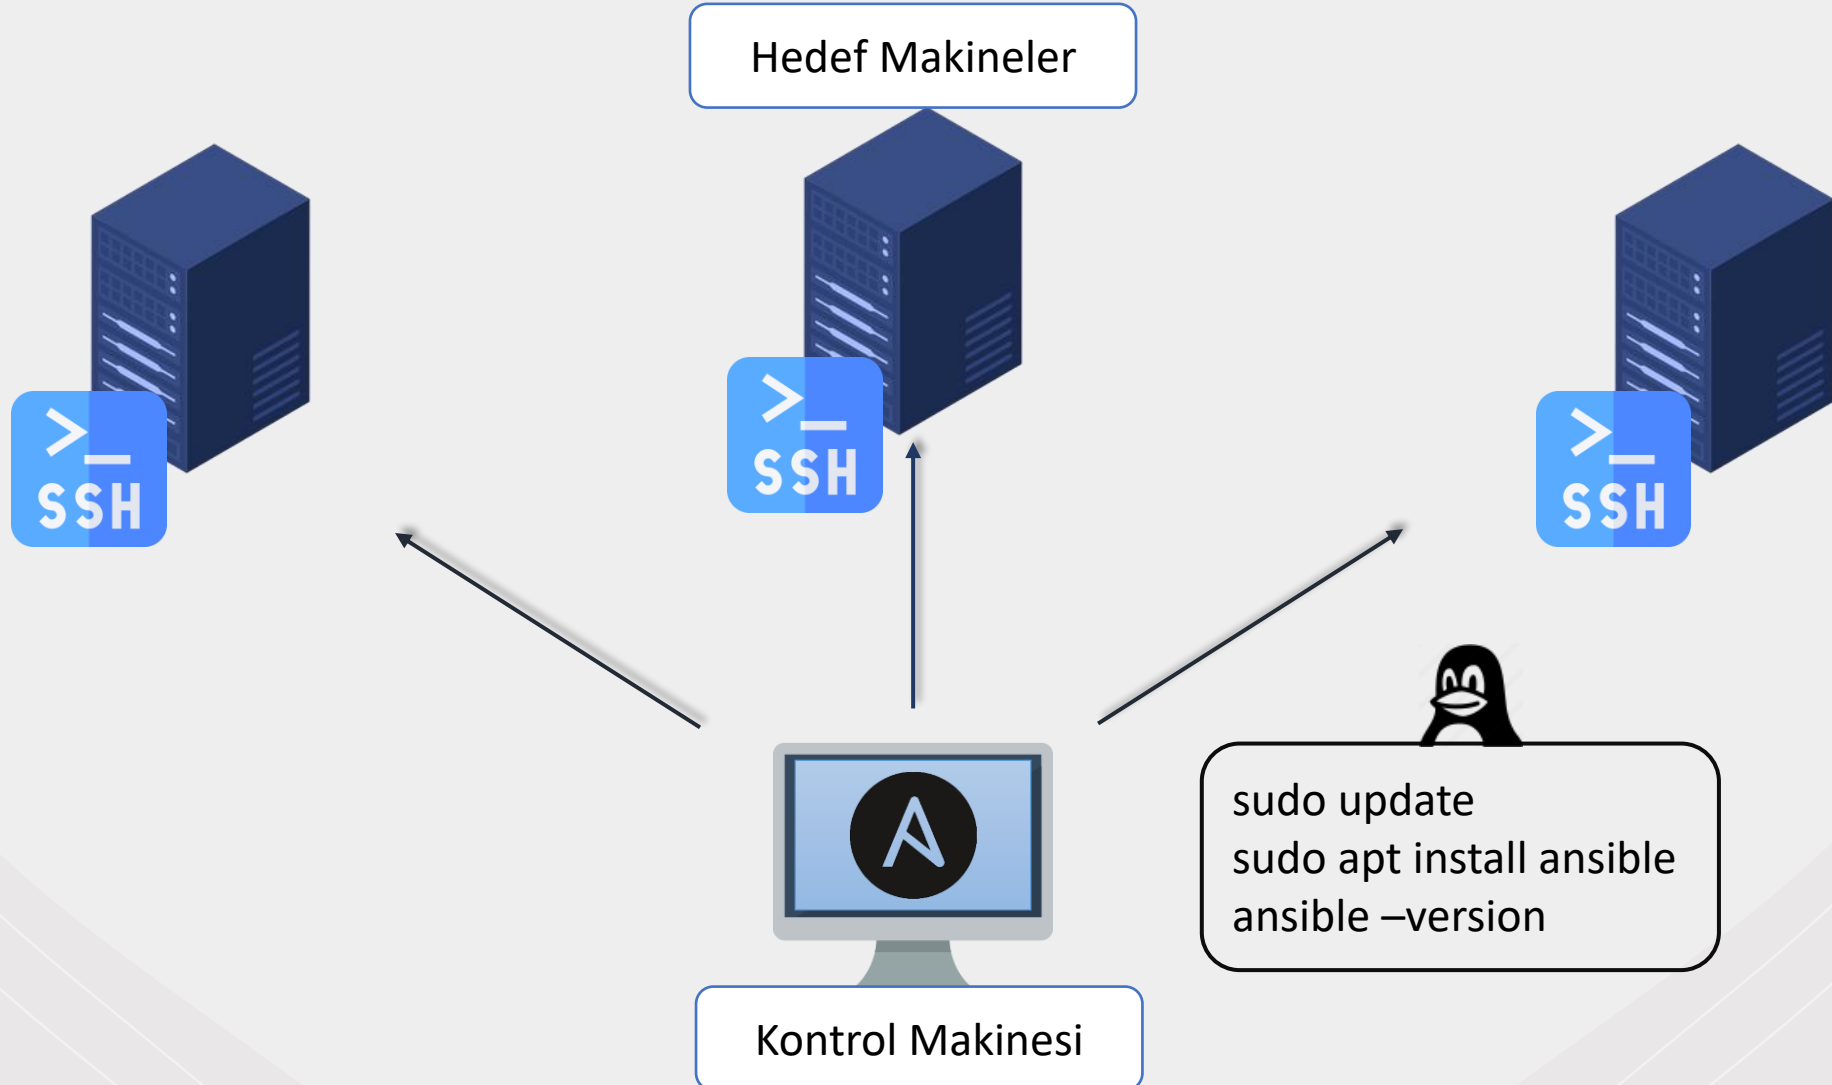 Hedef Makineler
>_
SSH
>_
SSH
>_
SSH
sudo update
sudo apt install ansible
ansible –version
Kontrol Makinesi